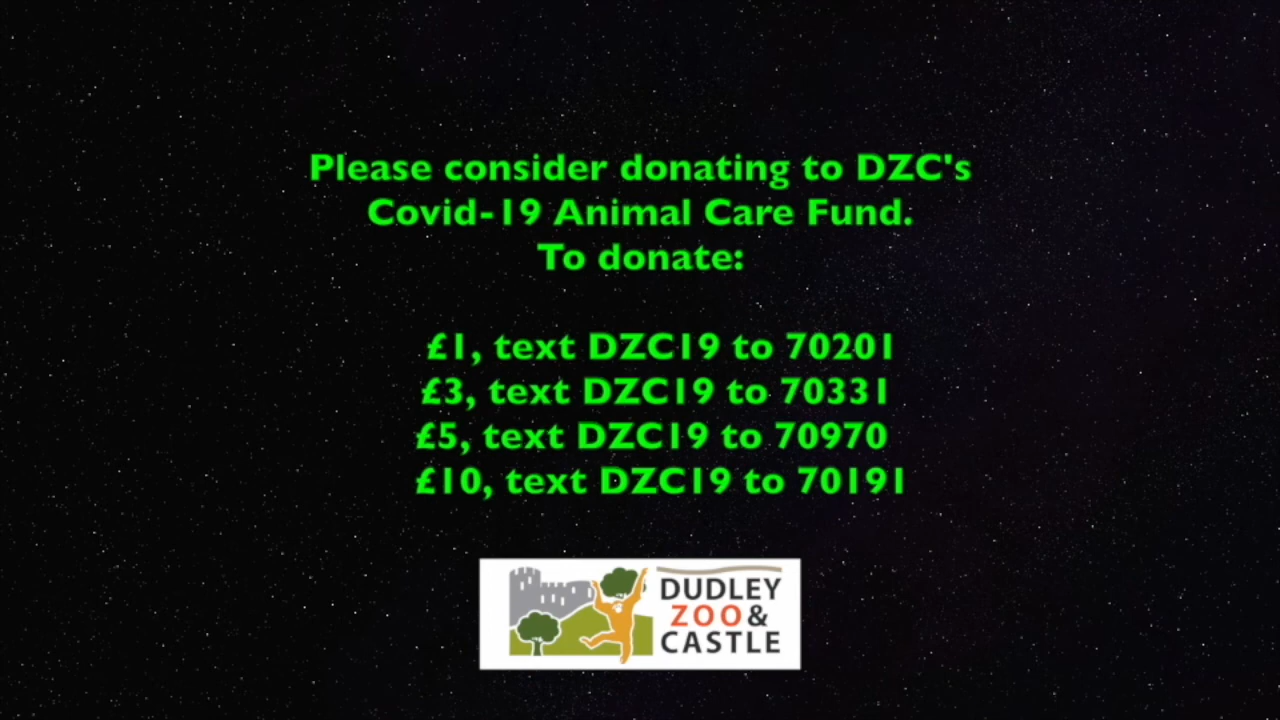 Please consider donating to DZC's
Covid-19 Animal Care Fund.
To donate:
£1, text DZC19 to 70201
£3, text DZC19 to 70331
£5, text DZC19 to 70970
£10, text DZC19 to 70191
DUDLEY
ZOO &
CASTLE